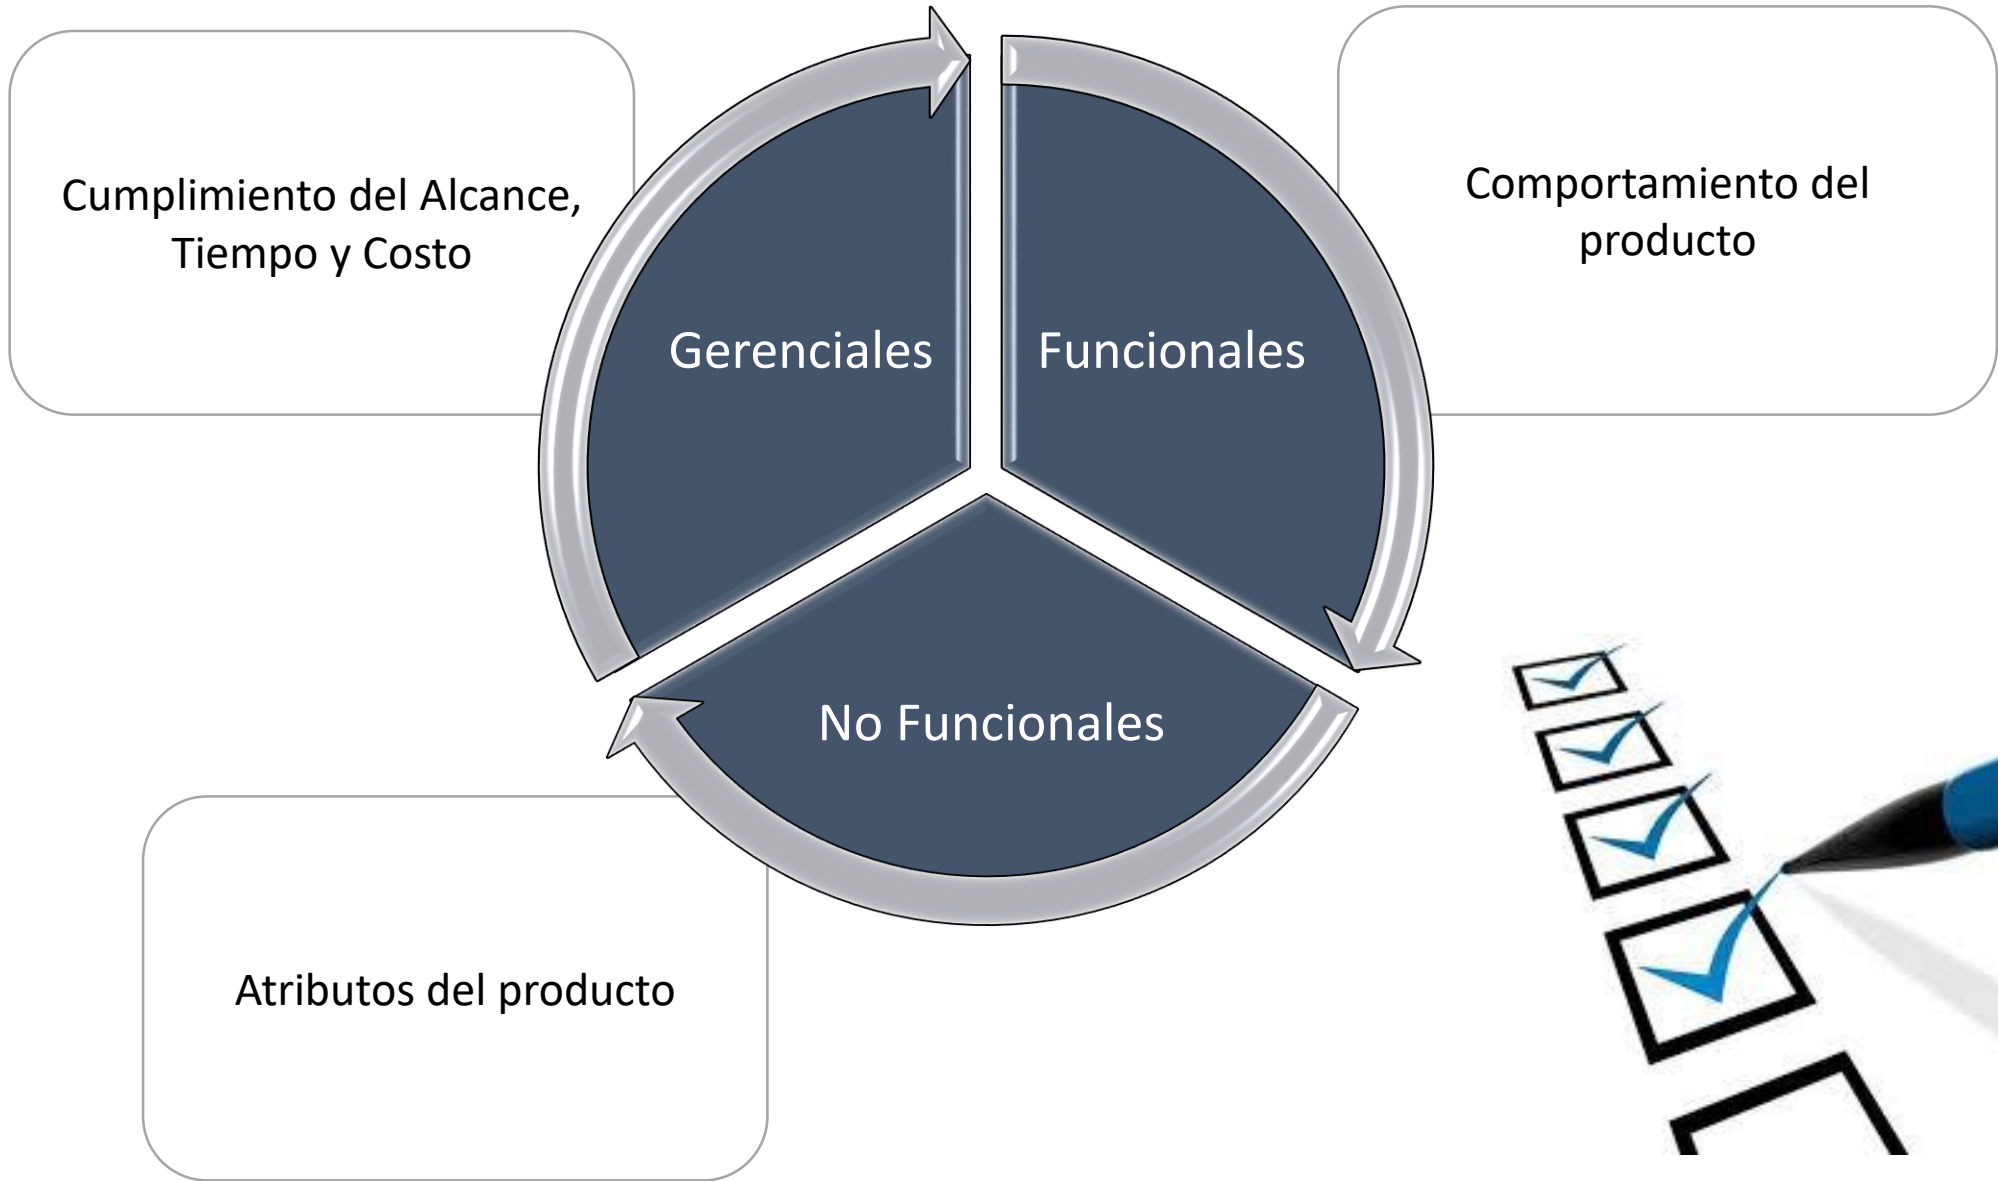 Cumplimiento del Alcance,
Tiempo y Costo
Comportamiento del
producto
Gerenciales
Funcionales
No Funcionales
Atributos del producto